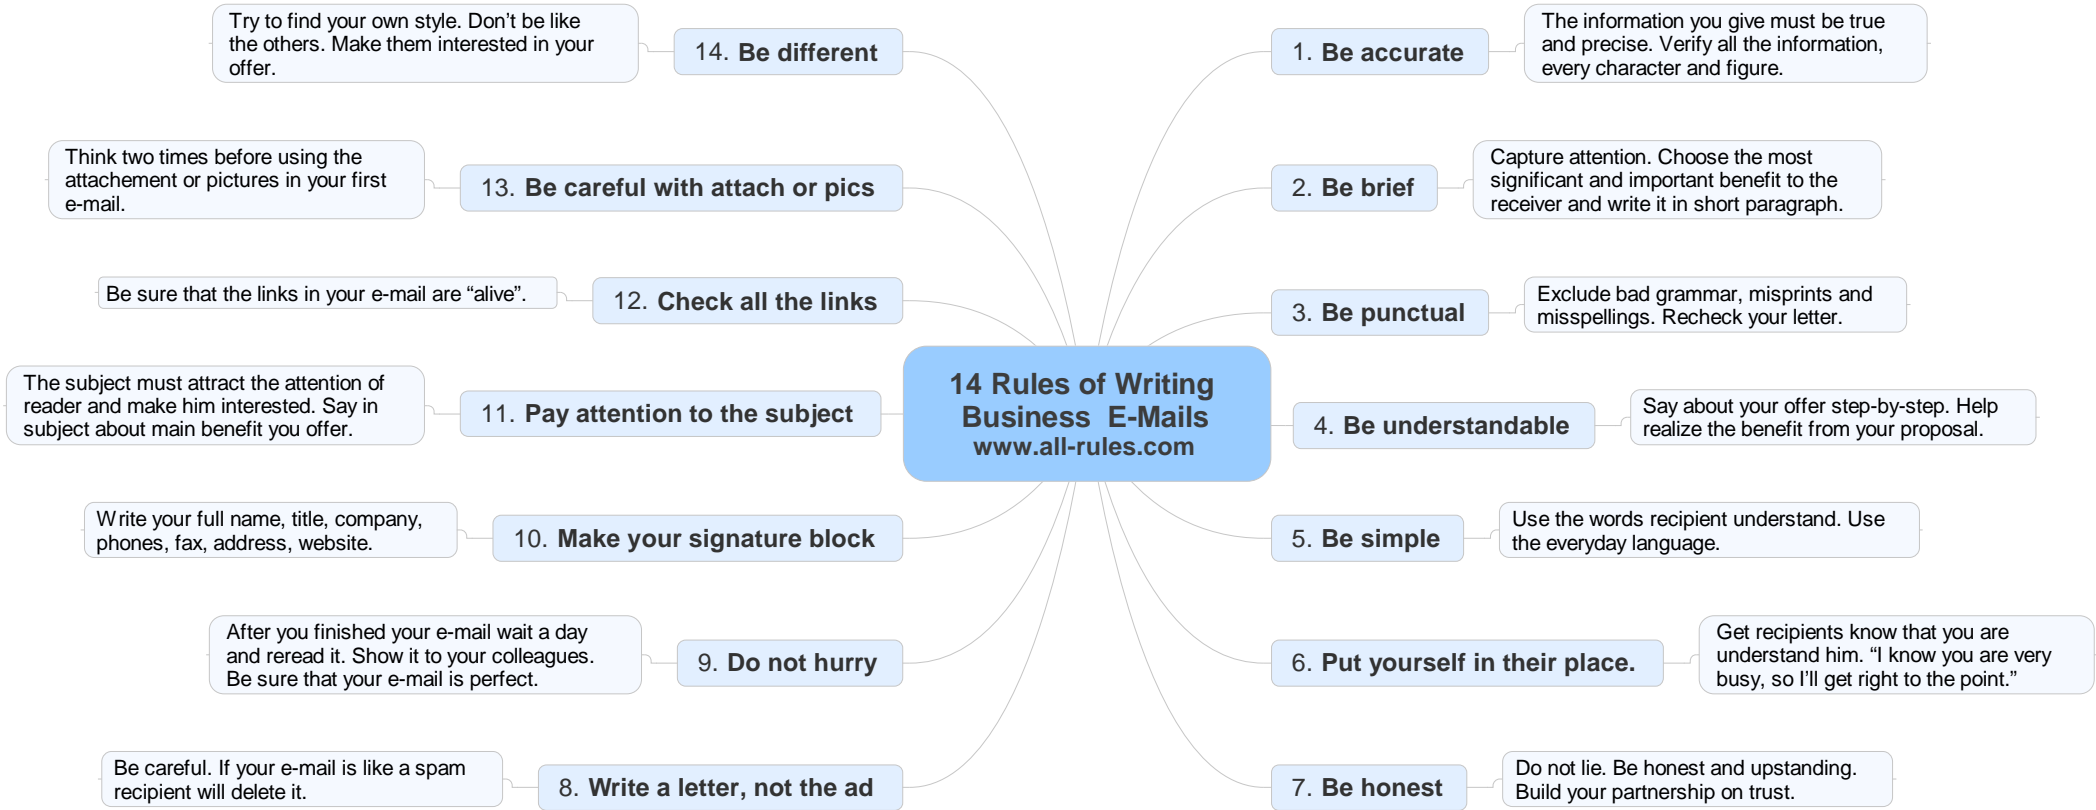 14 Rules of Writing
Business  E-Mails
www.all-rules.com
1. Be accurate
The information you give must be true
and precise. Verify all the information,
every character and figure.
2. Be brief
Capture attention. Choose the most
significant and important benefit to the
receiver and write it in short paragraph.
3. Be punctual
Exclude bad grammar, misprints and
misspellings. Recheck your letter.
4. Be understandable
Say about your offer step-by-step. Help
realize the benefit from your proposal.
5. Be simple
Use the words recipient understand. Use
the everyday language.
6. Put yourself in their place.
Get recipients know that you are
understand him. “I know you are very
busy, so I’ll get right to the point.”
7. Be honest
Do not lie. Be honest and upstanding.
Build your partnership on trust.
8. Write a letter, not the ad
Be careful. If your e-mail is like a spam
recipient will delete it.
9. Do not hurry
After you finished your e-mail wait a day
and reread it. Show it to your colleagues.
Be sure that your e-mail is perfect.
10. Make your signature block
Write your full name, title, company,
phones, fax, address, website.
11. Pay attention to the subject
The subject must attract the attention of
reader and make him interested. Say in
subject about main benefit you offer.
12. Check all the links
Be sure that the links in your e-mail are “alive”.
13. Be careful with attach or pics
Think two times before using the
attachement or pictures in your first
e-mail.
14. Be different
Try to find your own style. Don’t be like
the others. Make them interested in your
offer.